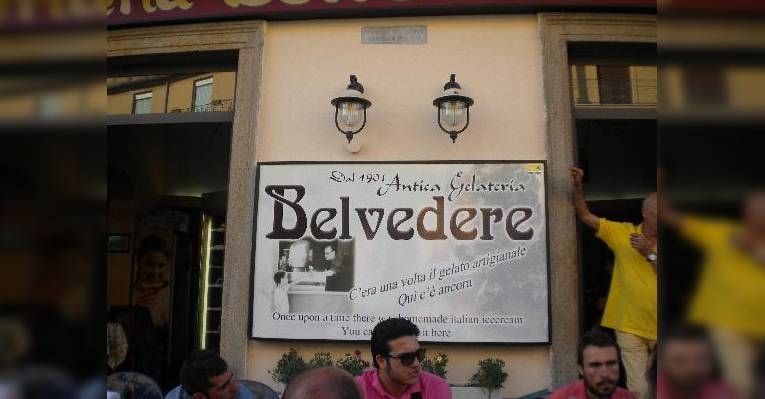 Dal 1901 Antica Gelateria
Belvedere
C'era una volta il gelato artigianale
Qui c'è ancora
Once upon a time there homemade italian icecream
You it here